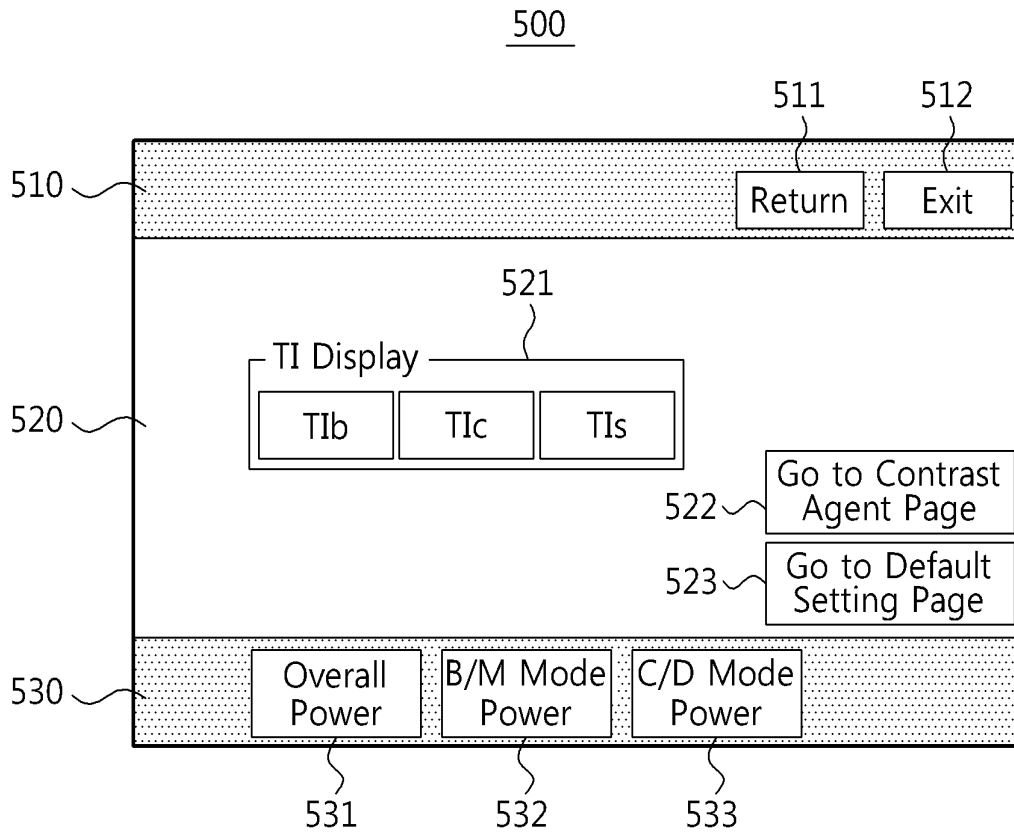 500
511
512
510
Return
Exit
521
TI Display
520
TIb
TIc
TIs
Go to Contrast
Agent Page
522
Go to Default
Setting Page
523
530
Overall
Power
B/M Mode
Power
C/D Mode
Power
531
532
533